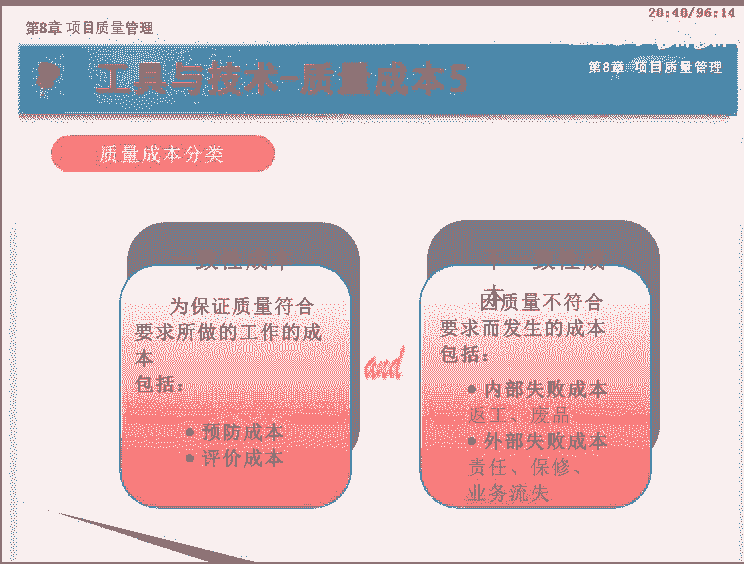 20:40/96:14
第8章 项目质量管理
工具与技术-质量成本5
第8章 项目质量管理
质量成本分类
一致性成本
为保证质量符合
要求所做的工作的成
本
包括:
● 预防成本
● 评价成本
and
不一致性成
本
因质量不符合
要求而发生的成本
包括:
● 内部失败成本
返工、废品
● 外部失败成本
责任、保修、
业务流失